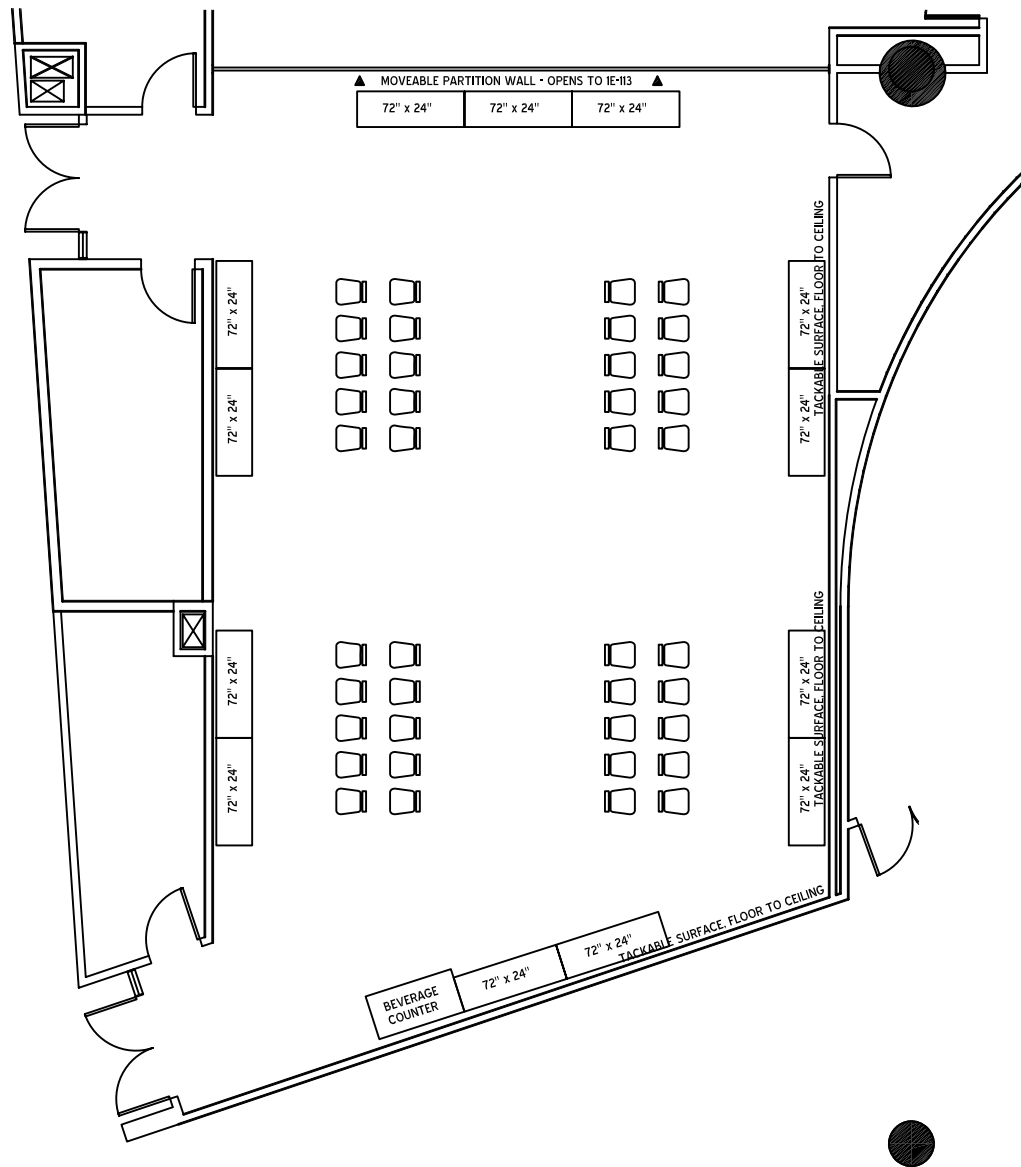 MOVEABLE PARTITION WALL - OPENS TO 1E-113
72" x 24"
72" x 24"
72" x 24"
72" x 24"
72" x 24"
72" x 24"
72" x 24"
TACKABLE SURFACE, FLOOR TO CEILING
72" x 24"
72" x 24"
72" x 24"
72" x 24"
TACKABLE SURFACE, FLOOR TO CEILING
BEVERAGE
COUNTER
72" x 24"
72" x 24"
TACKABLE SURFACE, FLOOR TO CEILING